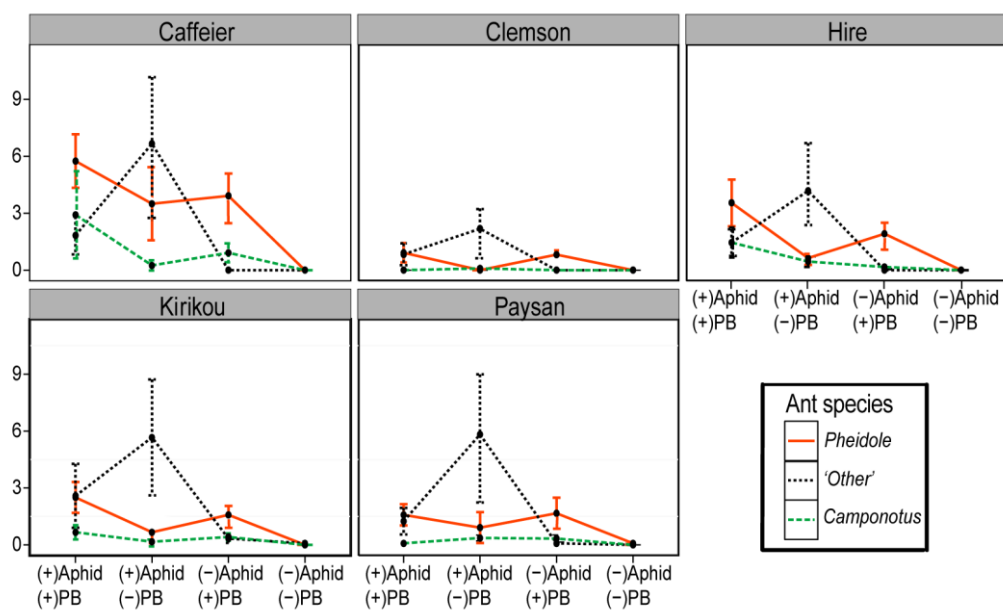 Caffeier
Clemson
Hire
9
6
3
0
(+)Aphid (+)Aphid (−)Aphid (−)Aphid
(+)PB (−)PB (+)PB (−)PB
Kirikou
Paysan
9
6
3
0
(+)Aphid (+)Aphid (−)Aphid (−)Aphid
(+)PB (−)PB (+)PB (−)PB
(+)Aphid (+)Aphid (−)Aphid (−)Aphid
(+)PB (−)PB (+)PB (−)PB
Ant species
Pheidole
'Other'
Camponotus